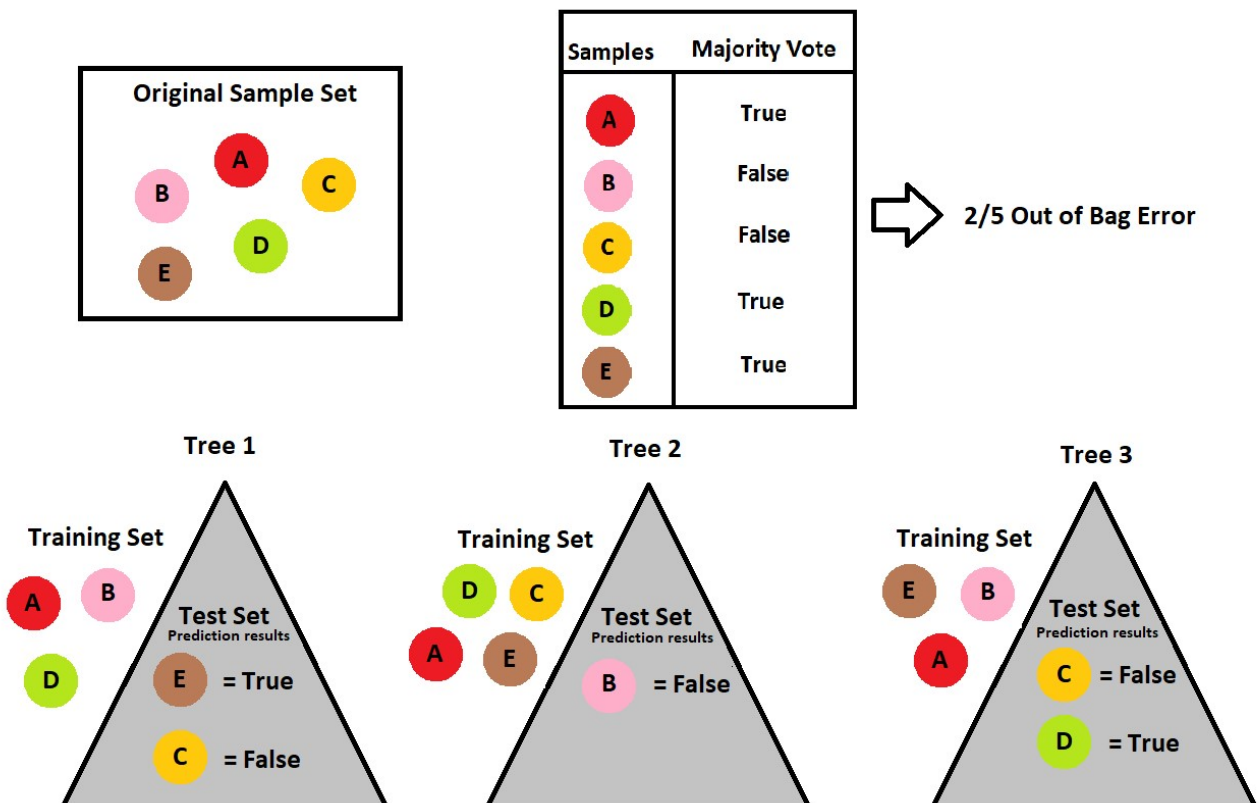 Original Sample Set
A
B
C
D
E
Samples Majority Vote
A True
B False
C False
D True
E True
2/5 Out of Bag Error
Tree 1
Training Set
A
B
D
Test Set
Prediction results
E = True
C = False
Tree 2
Training Set
D
C
A
E
Test Set
Prediction results
B = False
Tree 3
Training Set
E
B
A
Test Set
Prediction results
C = False
D = True